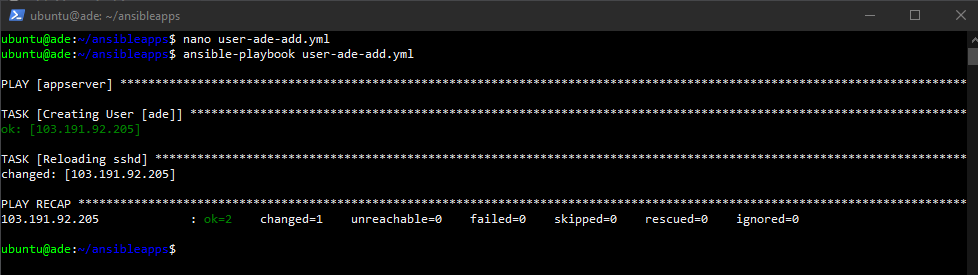 ubuntu@ade: ~/ansibleapps
ubuntu@ade:~/ansibleapps$ nano user-ade-add.yml
ubuntu@ade:~/ansibleapps$ ansible-playbook user-ade-add.yml
PLAY [appserver] *************************************************************************************************************************
TASK [Creating User [ade]] ***************************************************************************************************************
ok: [103.191.92.205]
TASK [Reloading sshd] ********************************************************************************************************************
changed: [103.191.92.205]
PLAY RECAP *******************************************************************************************************************************
103.191.92.205             : ok=2    changed=1    unreachable=0    failed=0    skipped=0    rescued=0    ignored=0
ubuntu@ade:~/ansibleapps$